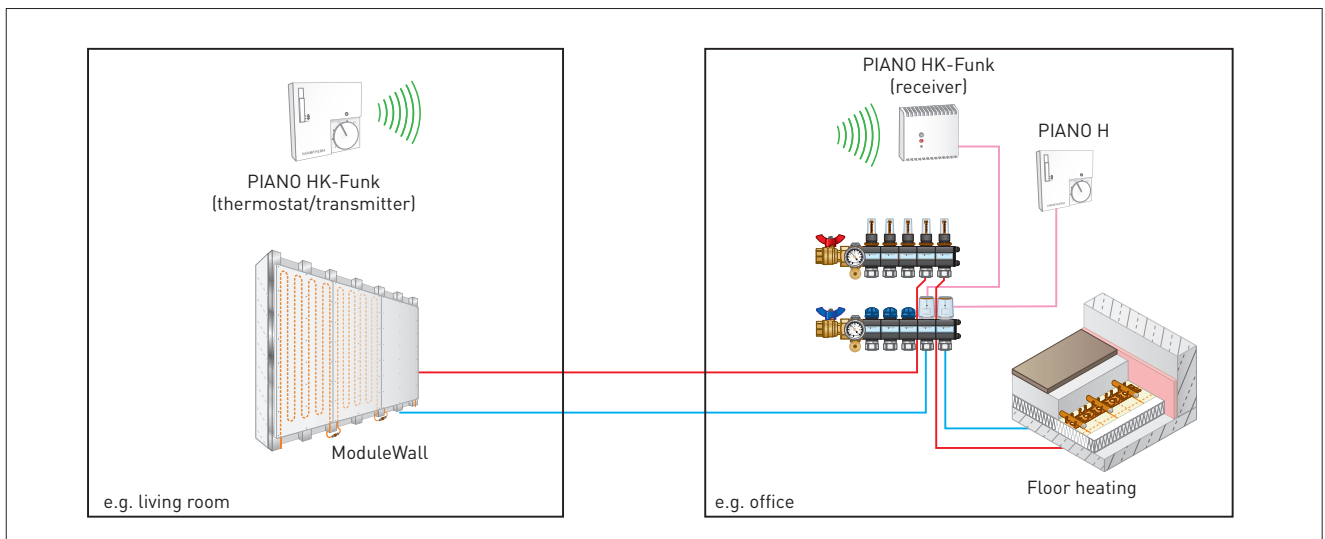 PIANO HK-Funk
(thermostat/transmitter)
ModuleWall
e.g. living room
PIANO HK-Funk
(receiver)
PIANO H
Floor heating
e.g. office